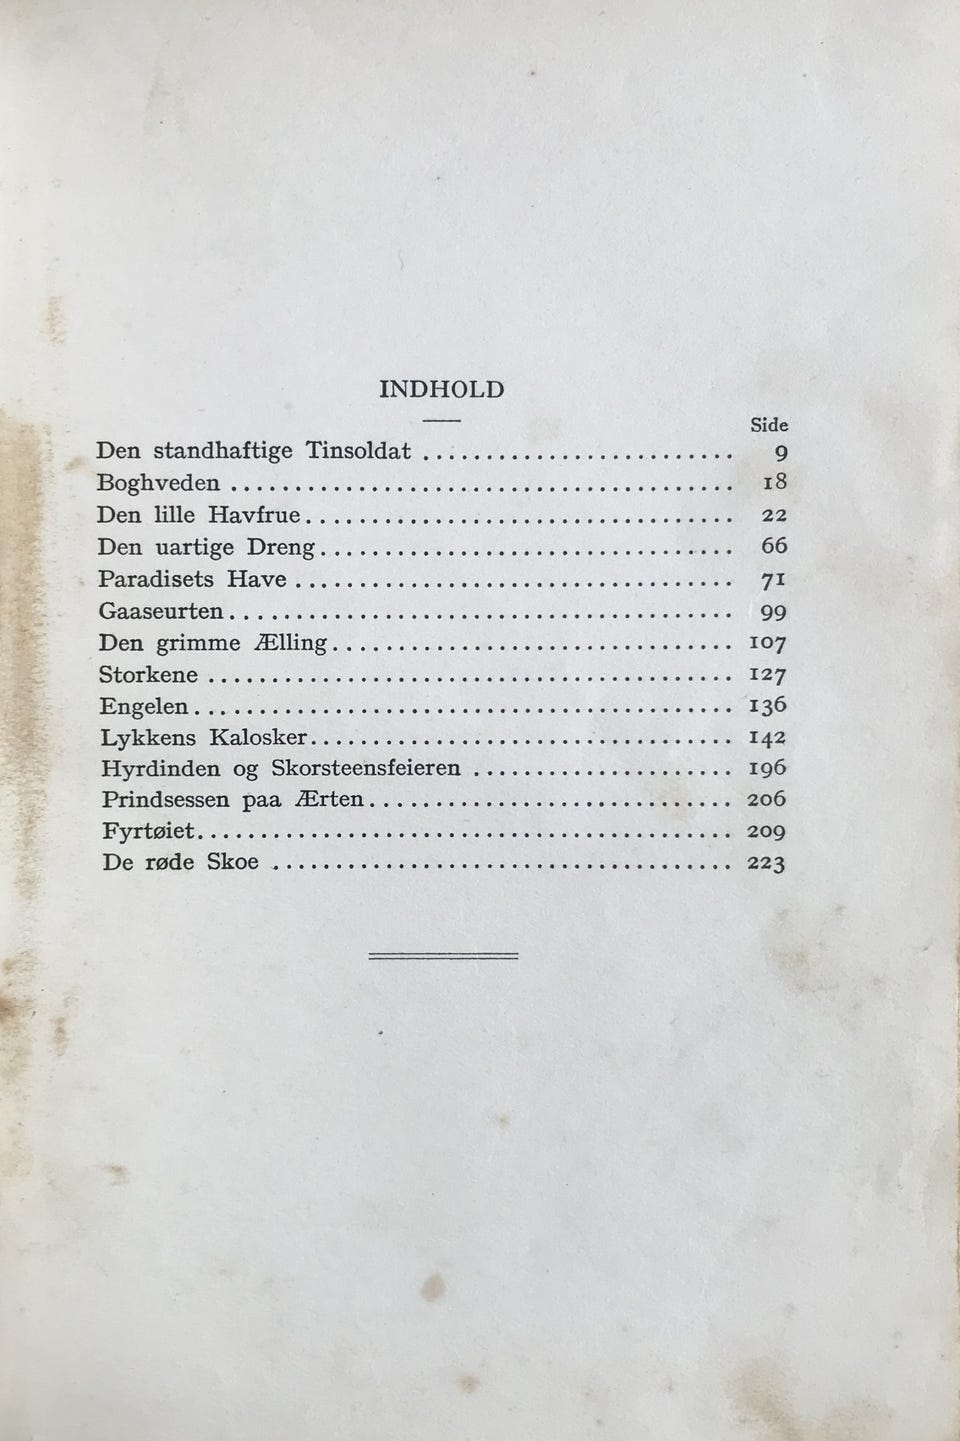 INDHOLD
Side
Den standhaftige Tinsoldat ......................... 9
Boghveden ........................................ 18
Den lille Havfrue .................................. 22
Den uartige Dreng ................................. 66
Paradisets Have ................................... 71
Gaaseurten ........................................ 99
Den grimme Ælling ................................ 107
Storkene .......................................... 127
Engelen ........................................... 136
Lykkens Kalosker .................................. 142
Hyrdinden og Skorsteensfeieren ..................... 196
Prindsessen paa Ærten ............................. 206
Fyrtøiet ........................................... 209
De røde Skoe ..................................... 223